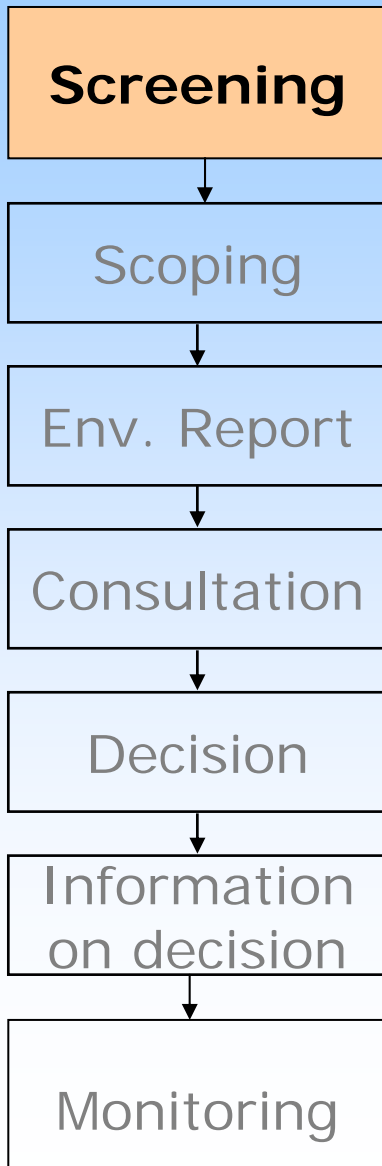 Screening
Scoping
Env. Report
Consultation
Decision
Information
on decision
Monitoring